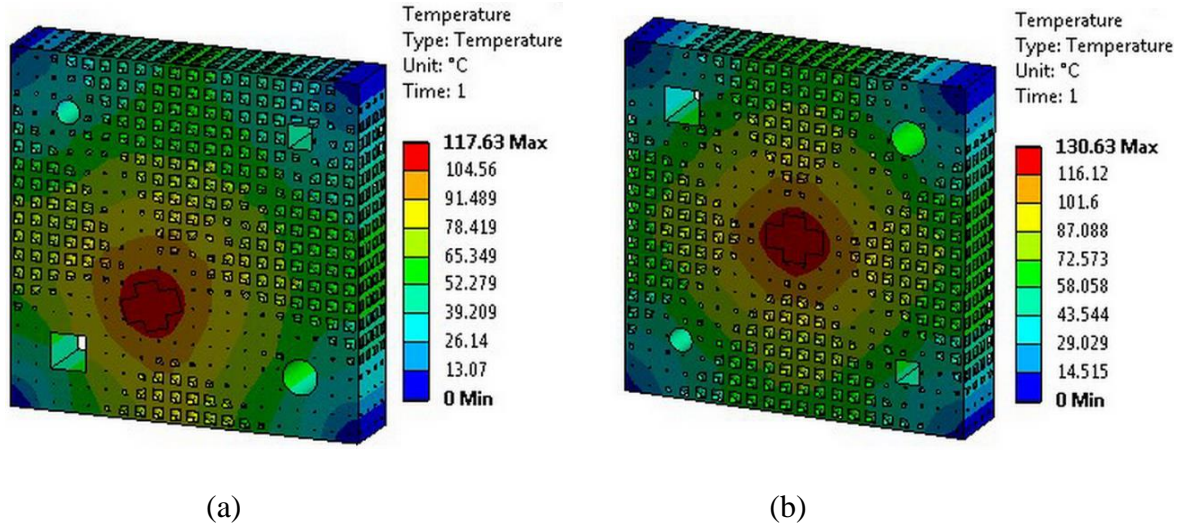 Temperature
Type: Temperature
Unit: °C
Time: 1
117.63 Max
104.56
91.489
78.419
65.349
52.279
39.209
26.14
13.07
0 Min
Temperature
Type: Temperature
Unit: °C
Time: 1
130.63 Max
116.12
101.6
87.088
72.573
58.058
43.544
29.029
14.515
0 Min
(a)
(b)